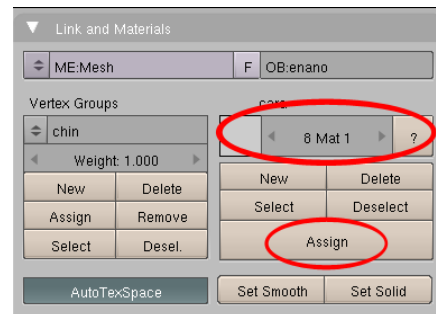 Link and Materials
ME:Mesh F OB:enano
Vertex Groups
chin
Weight: 1.000
New Delete
Assign Remove
Select Desel.
AutoTexSpace
cara
8 Mat 1 ?
New Delete
Select Deselect
Assign
Set Smooth Set Solid